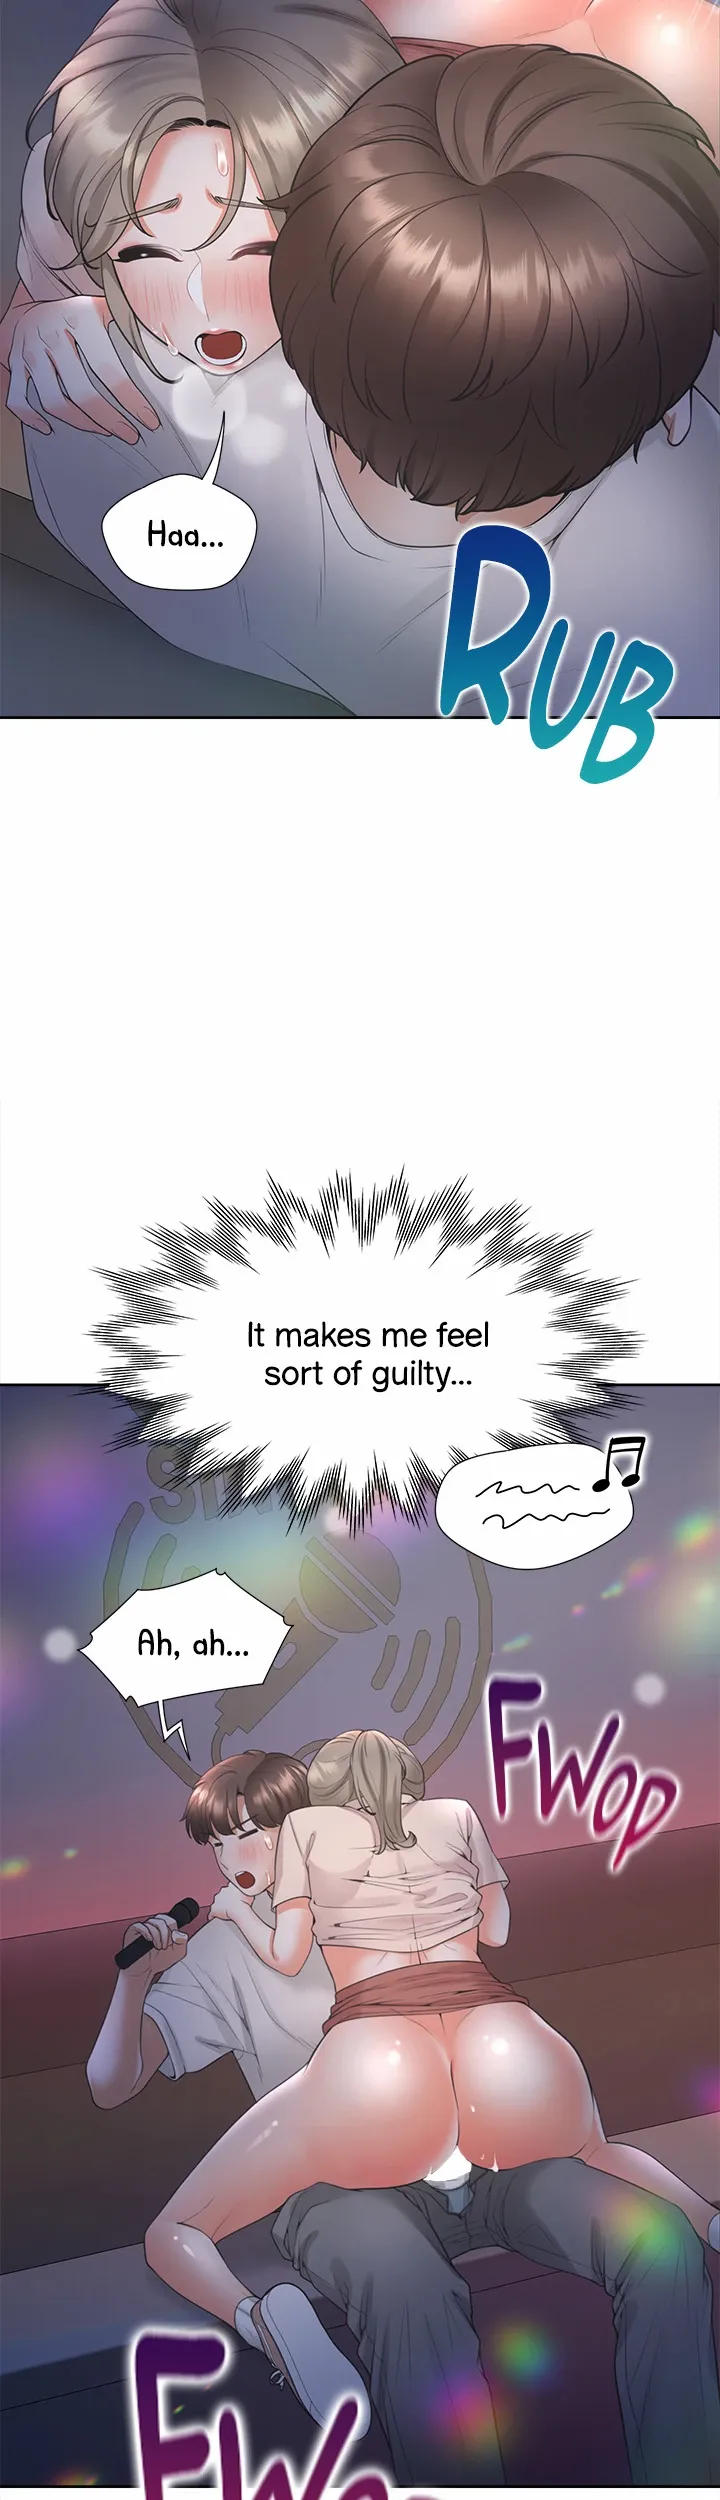 Haa...
RUB
It makes me feel
sort of guilty...
Ah, ah...
FWOP